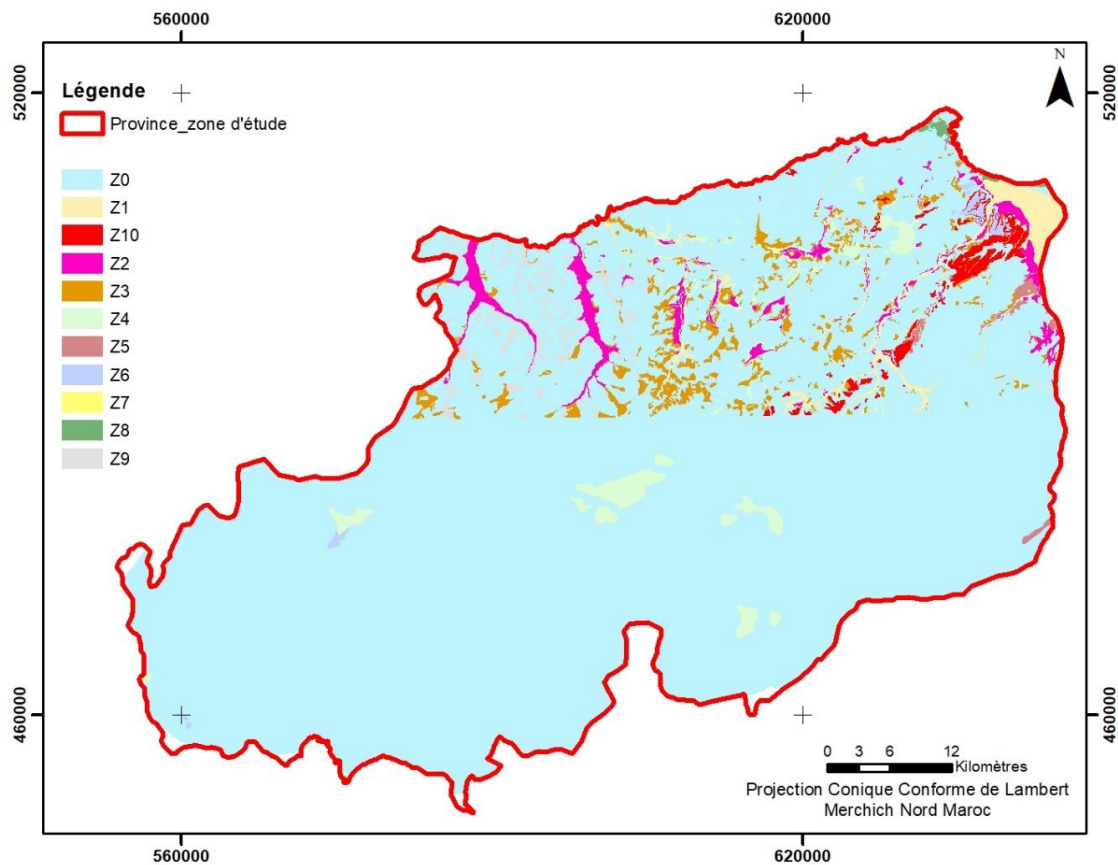 560000
620000
N
520000
520000
Légende
Province_zone d'étude
Z0
Z1
Z10
Z2
Z3
Z4
Z5
Z6
Z7
Z8
Z9
460000
460000
0 3 6 12
Kilomètres
Projection Conique Conforme de Lambert
Merchich Nord Maroc
560000
620000